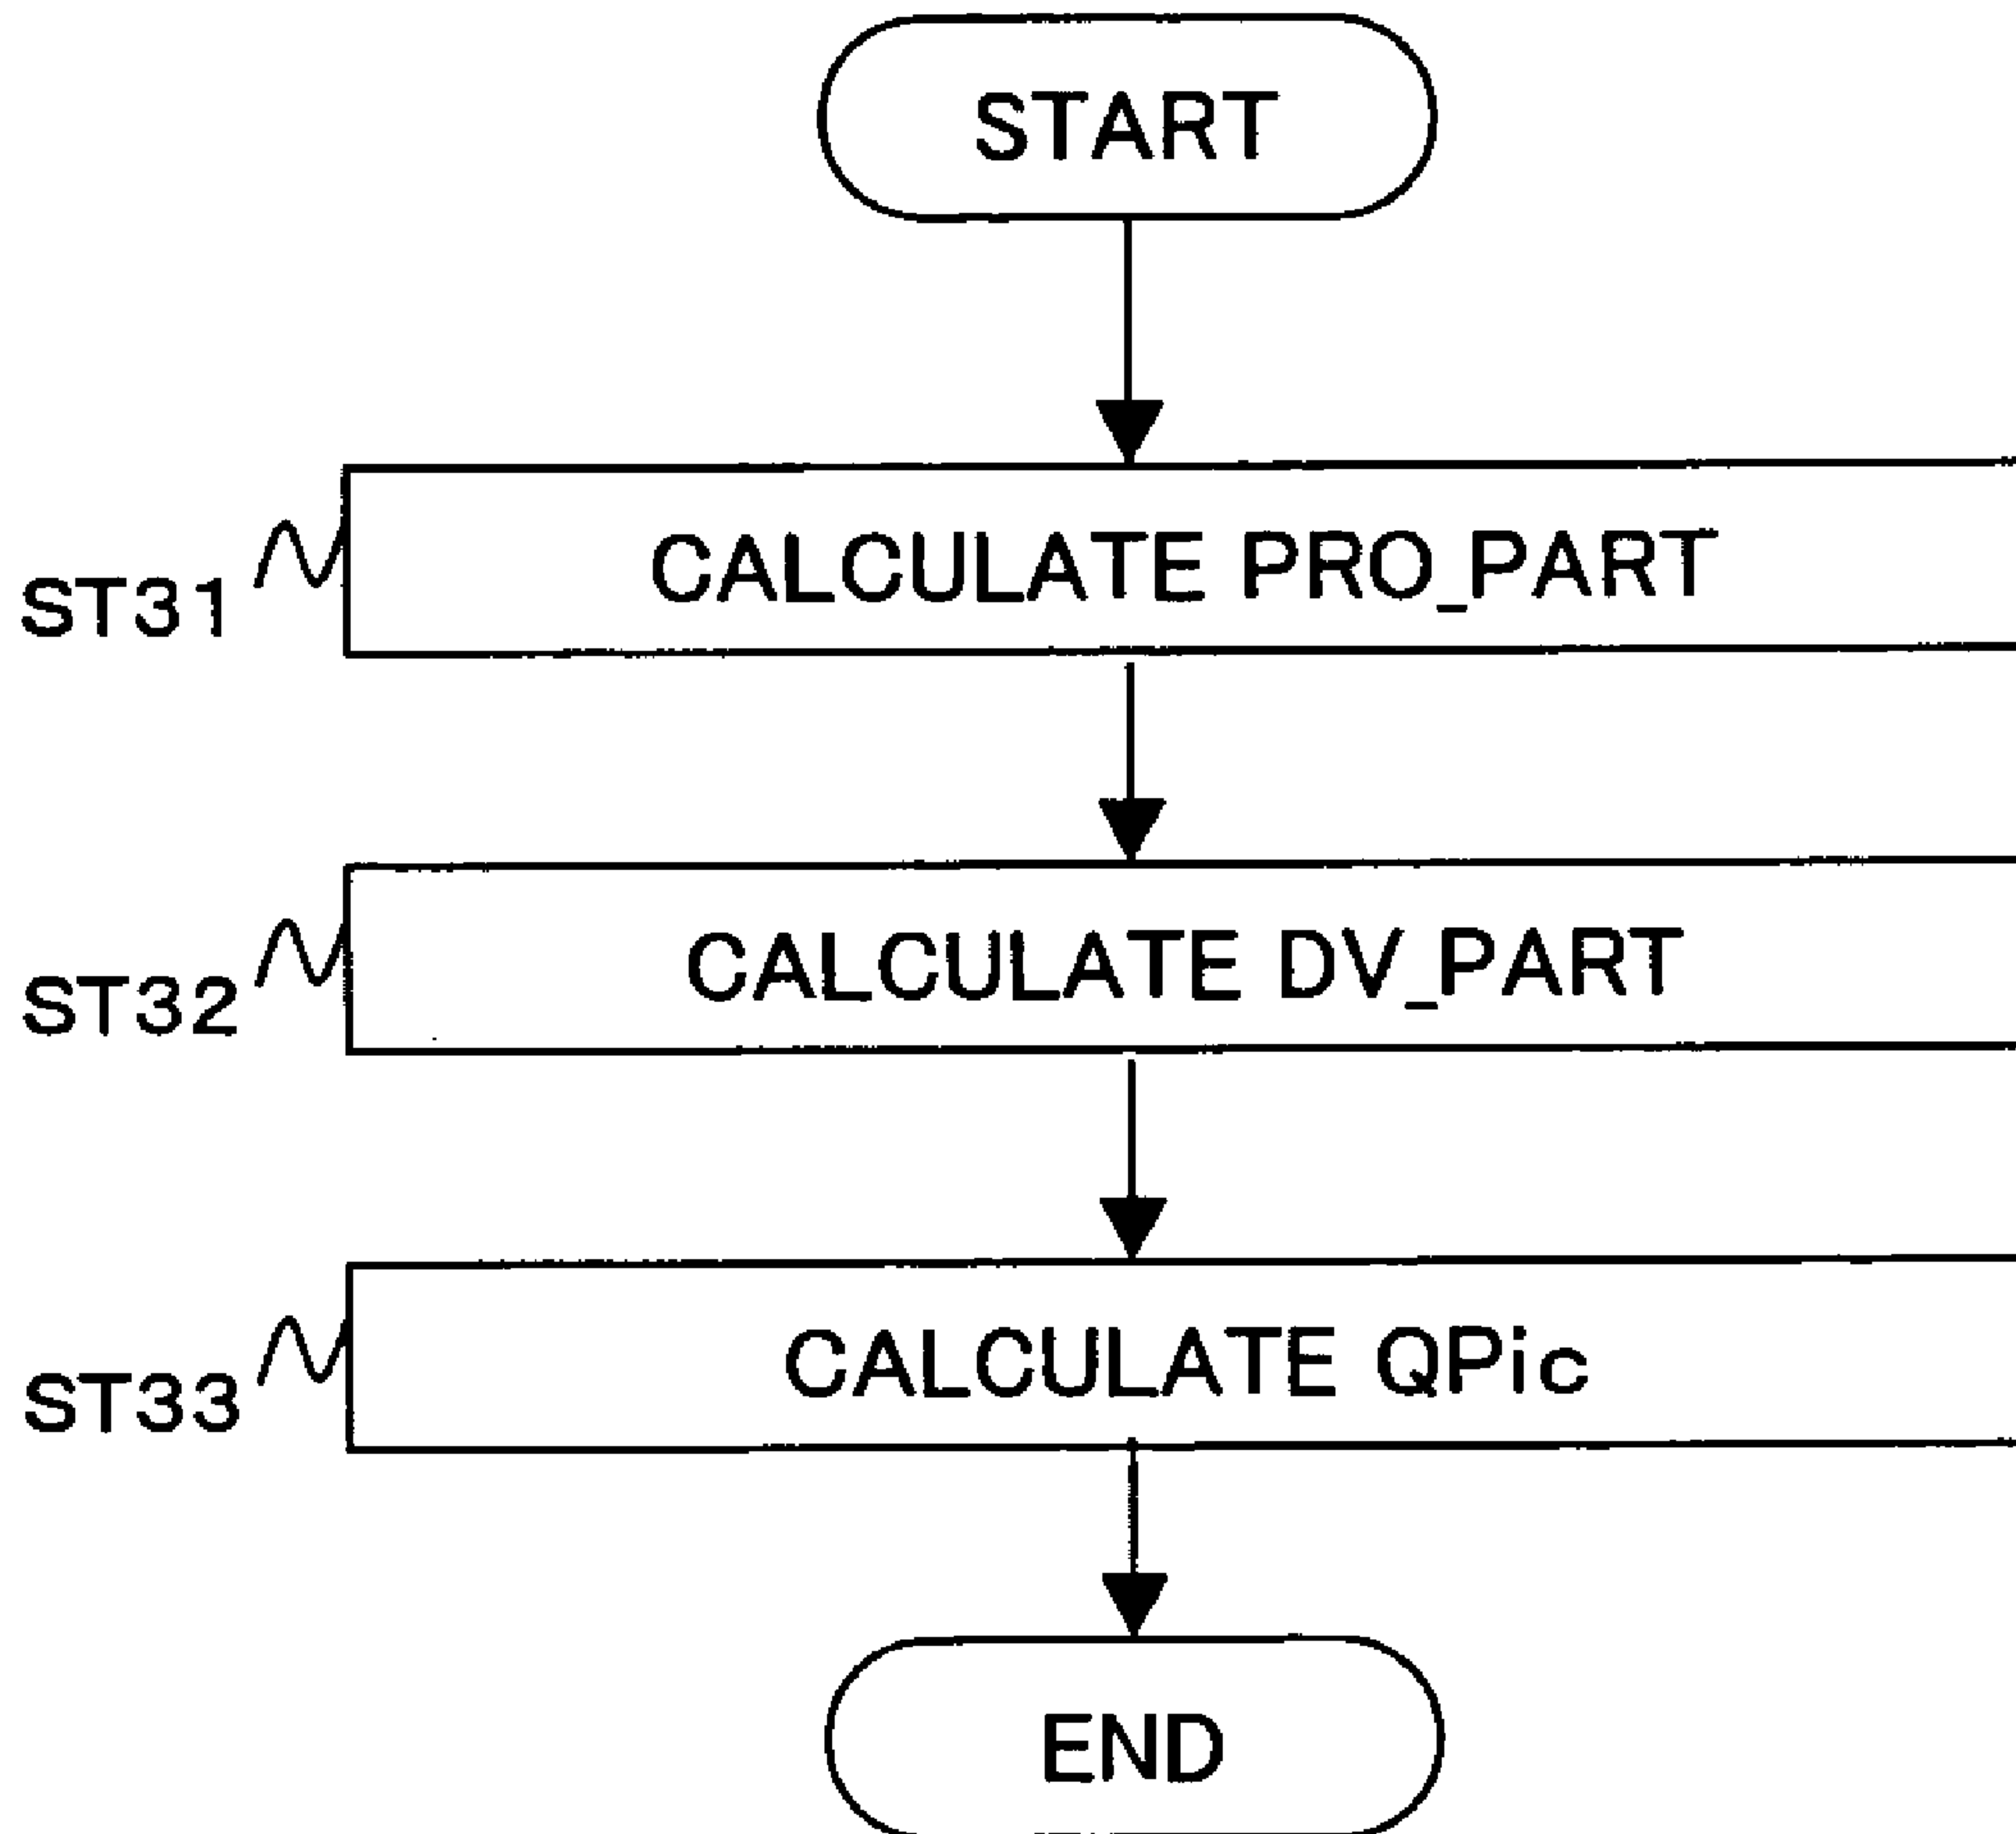 START
CALCULATE PRO_PART
ST31
CALCULATE DV_PART
ST32
CALCULATE QPic
ST33
END